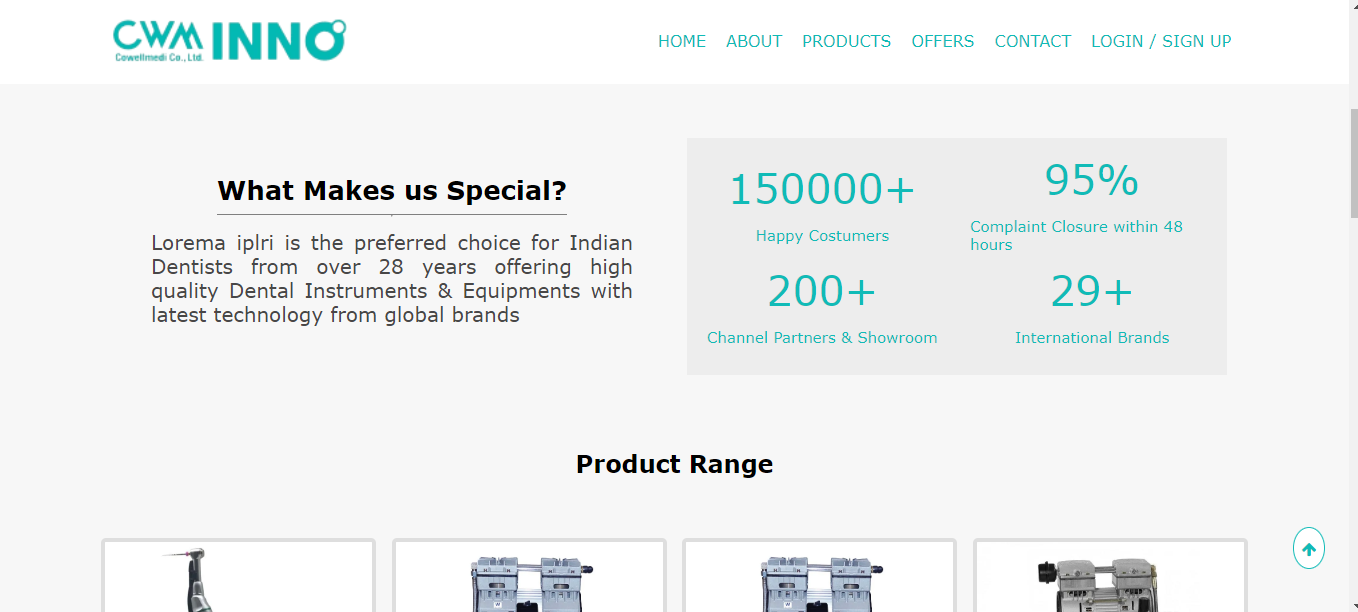 CWM INNO
Cowellmedi Co., Ltd.
HOME ABOUT PRODUCTS OFFERS CONTACT LOGIN / SIGN UP
What Makes us Special?
Lorema iplri is the preferred choice for Indian
Dentists from over 28 years offering high
quality Dental Instruments & Equipments with
latest technology from global brands
150000+
Happy Costumers
95%
Complaint Closure within 48
hours
200+
Channel Partners & Showroom
29+
International Brands
Product Range